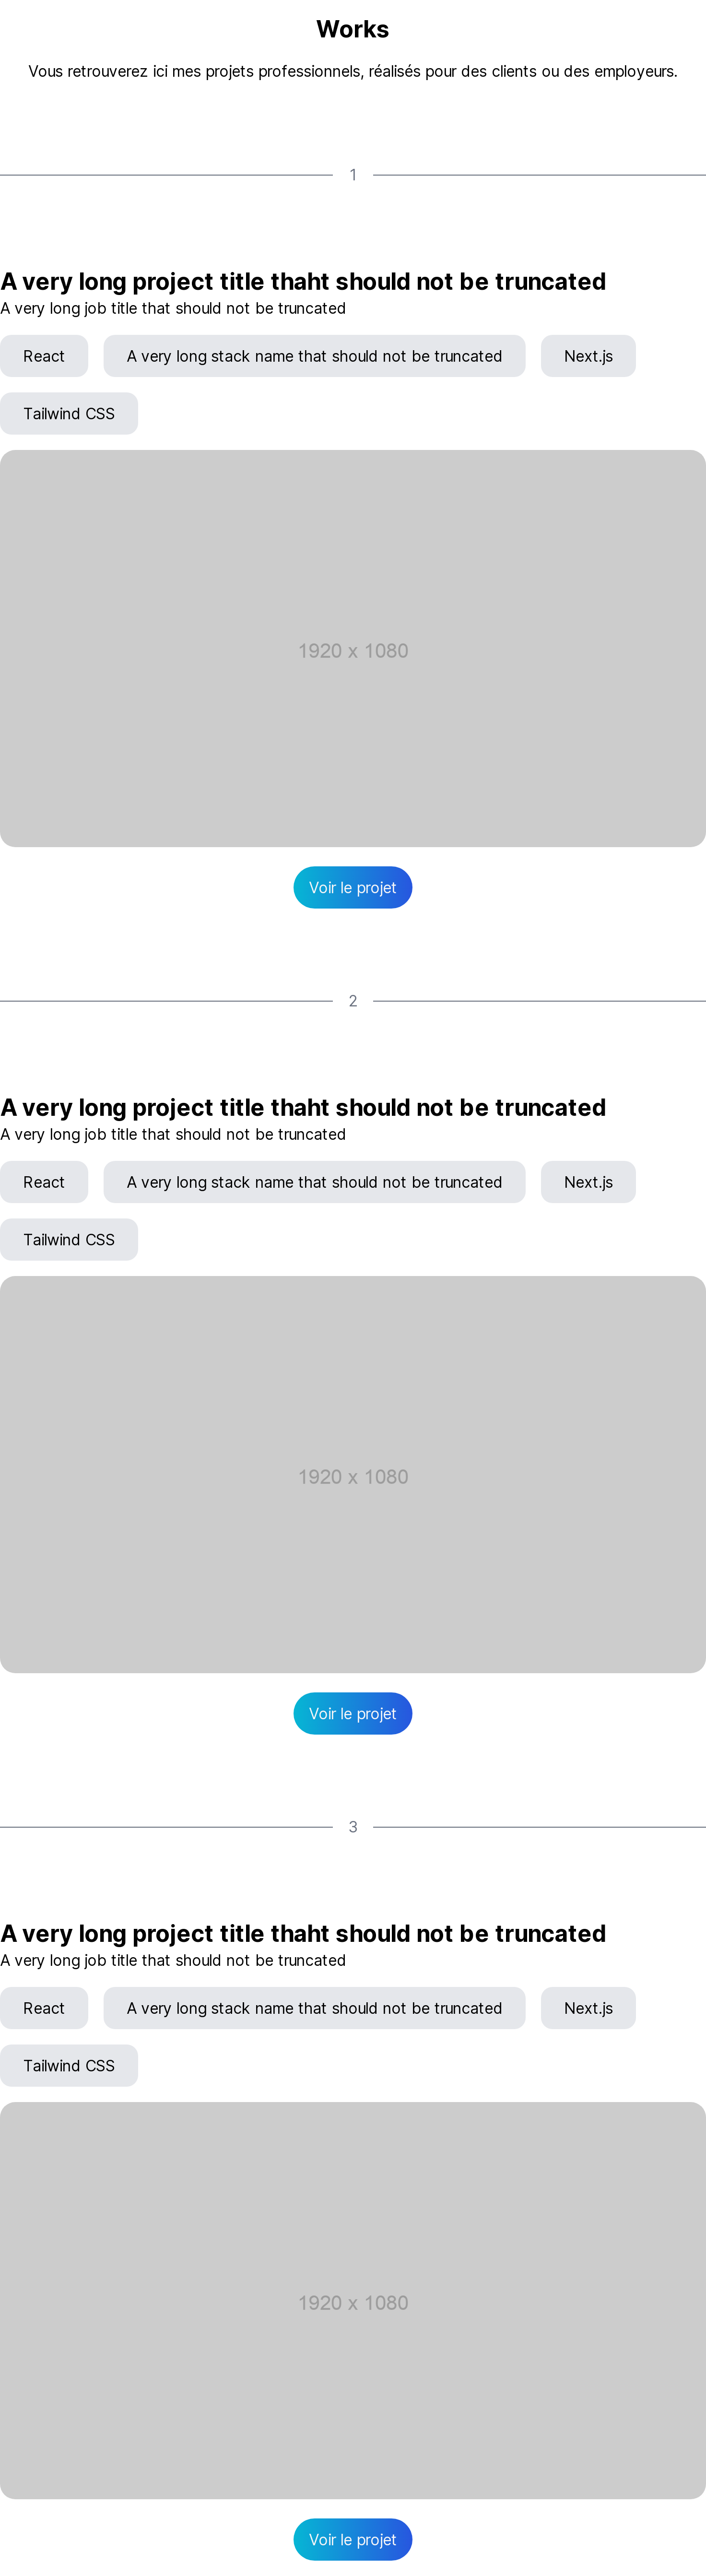 Works
Vous retrouverez ici mes projets professionnels, réalisés pour des clients ou des employeurs.
1
A very long project title thaht should not be truncated
A very long job title that should not be truncated
React
A very long stack name that should not be truncated
Next.js
Tailwind CSS
1920 x 1080
Voir le projet
2
A very long project title thaht should not be truncated
A very long job title that should not be truncated
React
A very long stack name that should not be truncated
Next.js
Tailwind CSS
1920 x 1080
Voir le projet
3
A very long project title thaht should not be truncated
A very long job title that should not be truncated
React
A very long stack name that should not be truncated
Next.js
Tailwind CSS
1920 x 1080
Voir le projet